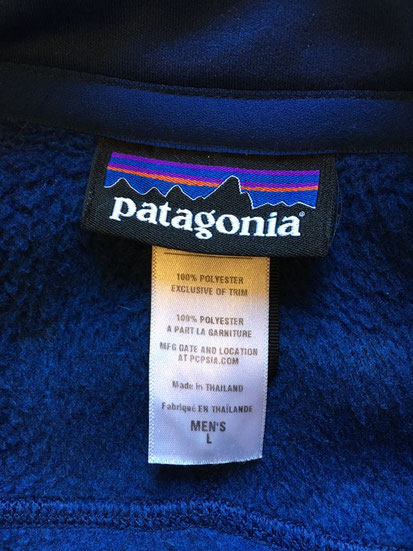 patagonia®
100% POLYESTER
EXCLUSIVE OF TRIM
100% POLYESTER
A PART LA GARNITURE
MFG DATE AND LOCATION
AT PCPSIA.COM
Made in THAILAND
Fabriqué EN THAÏLANDE
MEN'S
L